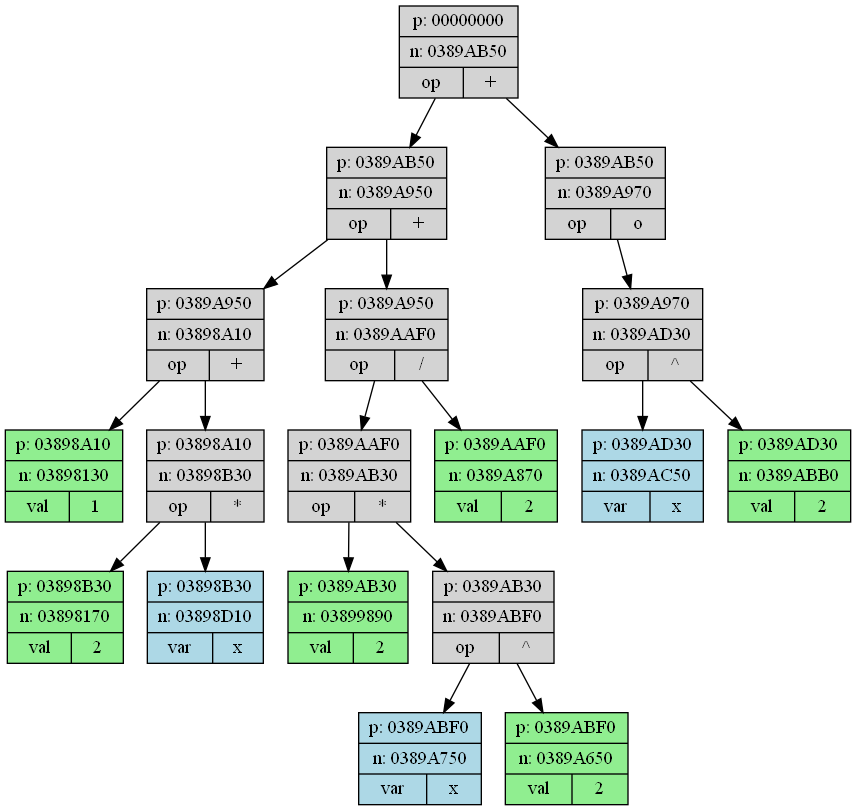 p: 00000000
n: 0389AB50
op +
p: 0389AB50
n: 0389A950
op +
p: 0389AB50
n: 0389A970
op o
p: 0389A950
n: 03898A10
op +
p: 0389A950
n: 0389AAF0
op /
p: 0389A970
n: 0389AD30
op ^
p: 03898A10
n: 03898130
val 1
p: 03898A10
n: 03898B30
op *
p: 0389AAF0
n: 0389AB30
op *
p: 0389AAF0
n: 0389A870
val 2
p: 0389AD30
n: 0389AC50
var x
p: 0389AD30
n: 0389ABB0
val 2
p: 03898B30
n: 03898170
val 2
p: 03898B30
n: 03898D10
var x
p: 0389AB30
n: 03899890
val 2
p: 0389AB30
n: 0389ABF0
op ^
p: 0389ABF0
n: 0389A750
var x
p: 0389ABF0
n: 0389A650
val 2